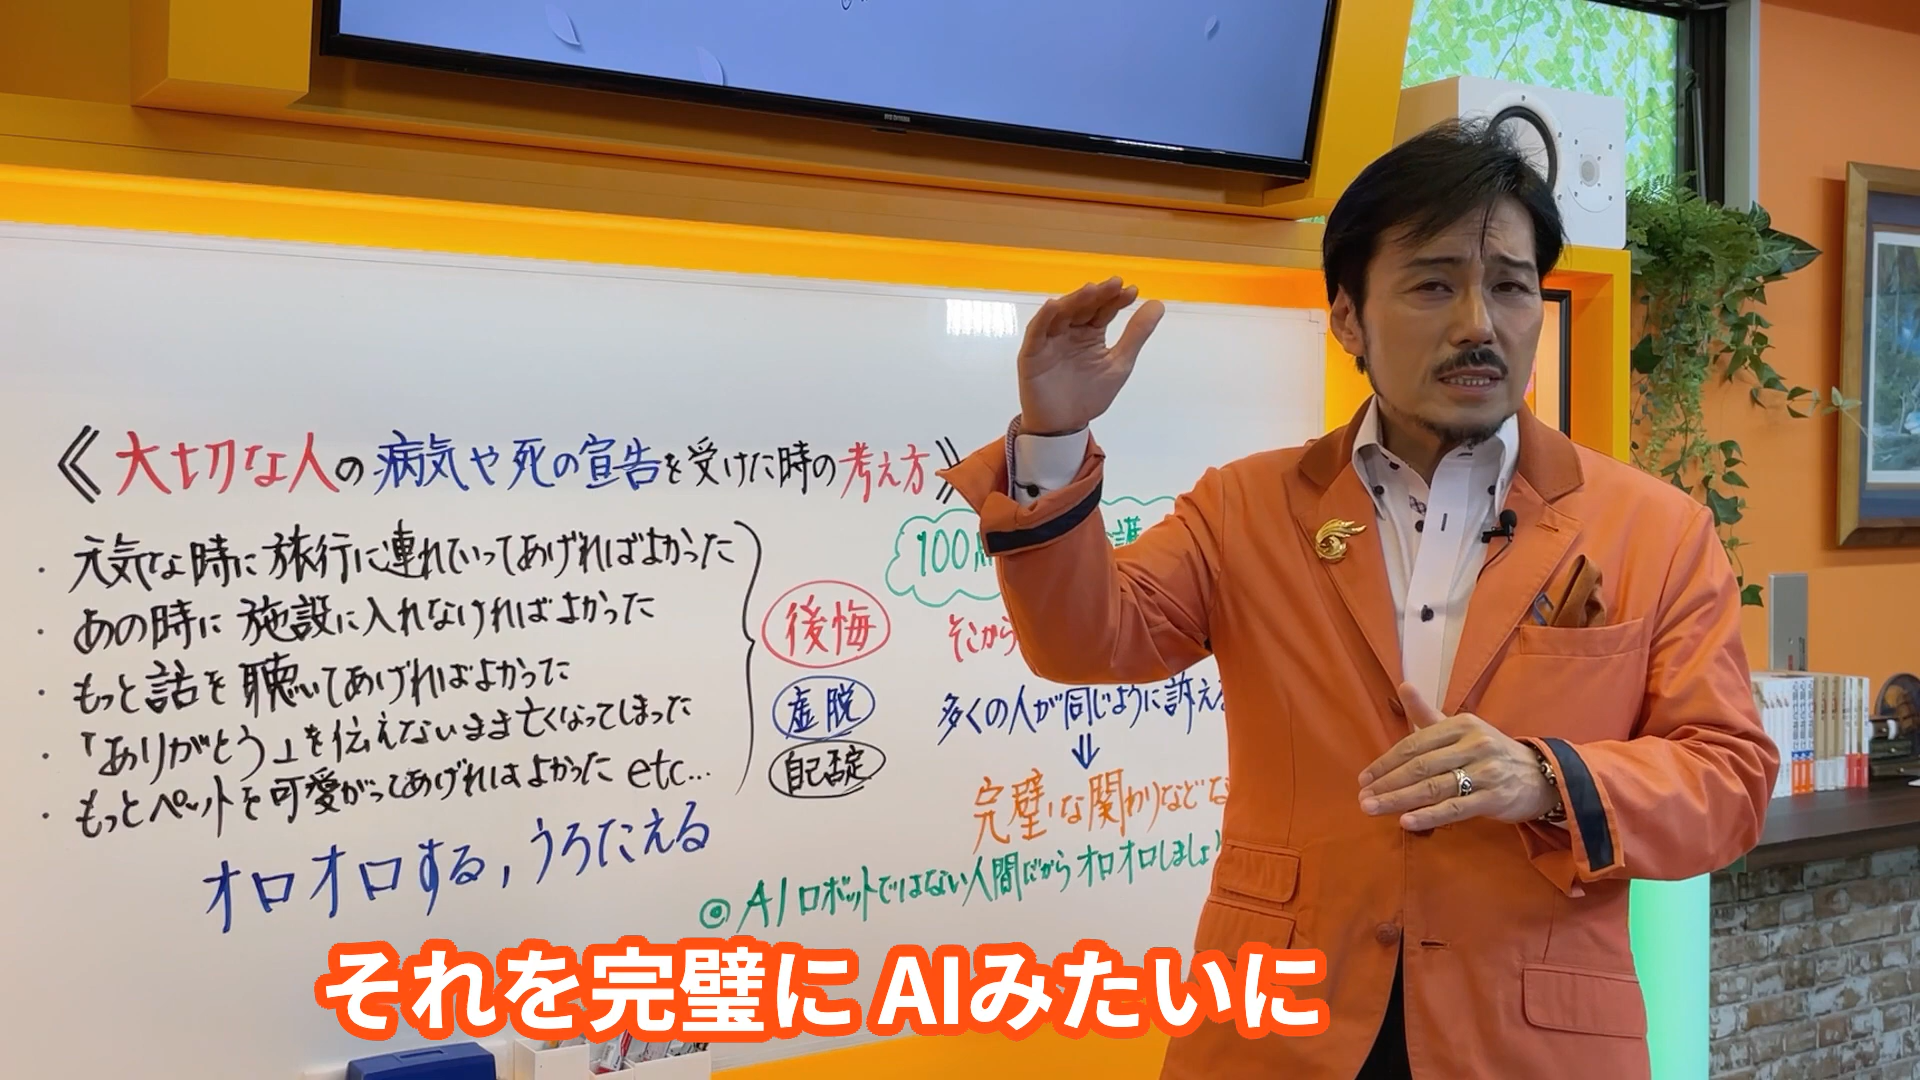 《大切な人の病気や死の宣告を受けた時の考え方》
・元気な時に旅行に連れていってあげればよかった
・あの時に施設に入れなければよかった
・もっと話を聴いてあげればよかった
・「ありがとう」を伝えないまま亡くなってしまった
・もっとペットを可愛がってあげればよかった etc...
オロオロする,うろたえる
後悔
虚脱
自己否定
100点
そこから
多くの人が同じように訴える
⇓
完璧な関わりなどな
◎AIロボットではない人間だからオロオロしましょ
それを完璧に AIみたいに